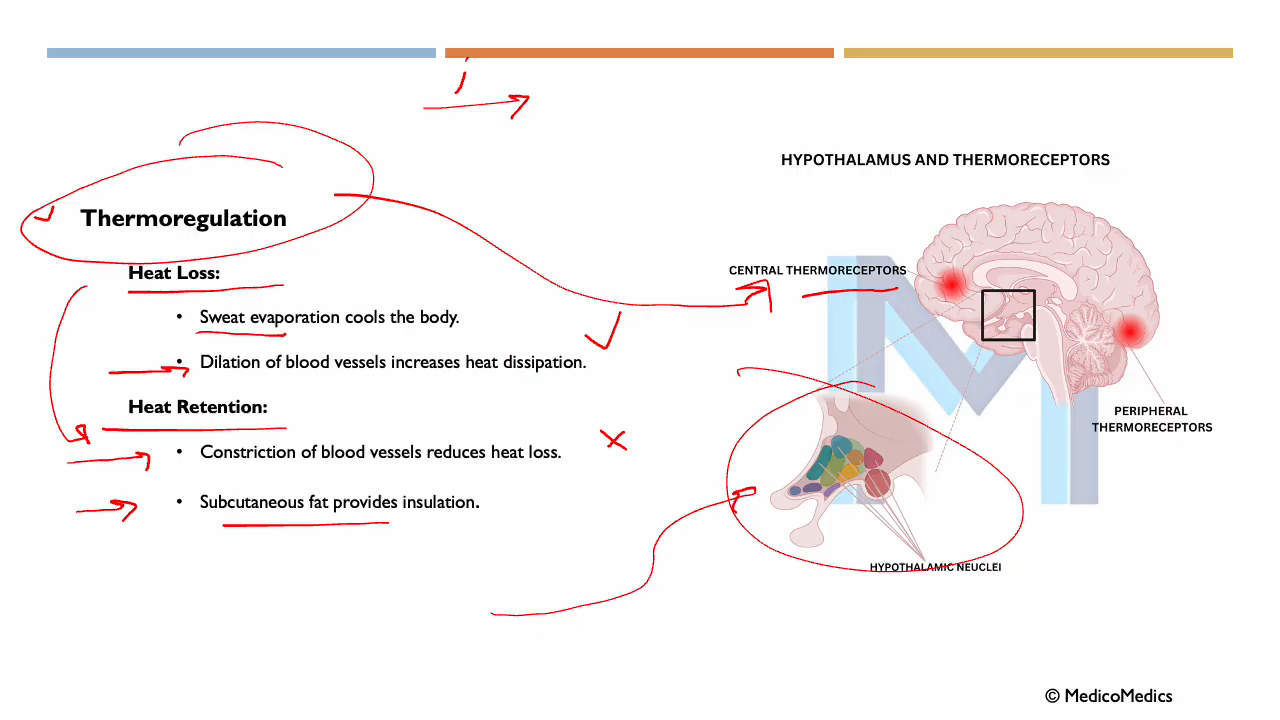 HYPOTHALAMUS AND THERMORECEPTORS
Thermoregulation
Heat Loss:
• Sweat evaporation cools the body.
• Dilation of blood vessels increases heat dissipation.
Heat Retention:
• Constriction of blood vessels reduces heat loss.
• Subcutaneous fat provides insulation.
CENTRAL THERMORECEPTORS
PERIPHERAL
THERMORECEPTORS
HYPOTHALAMIC NEUCLEI
© MedicoMedics